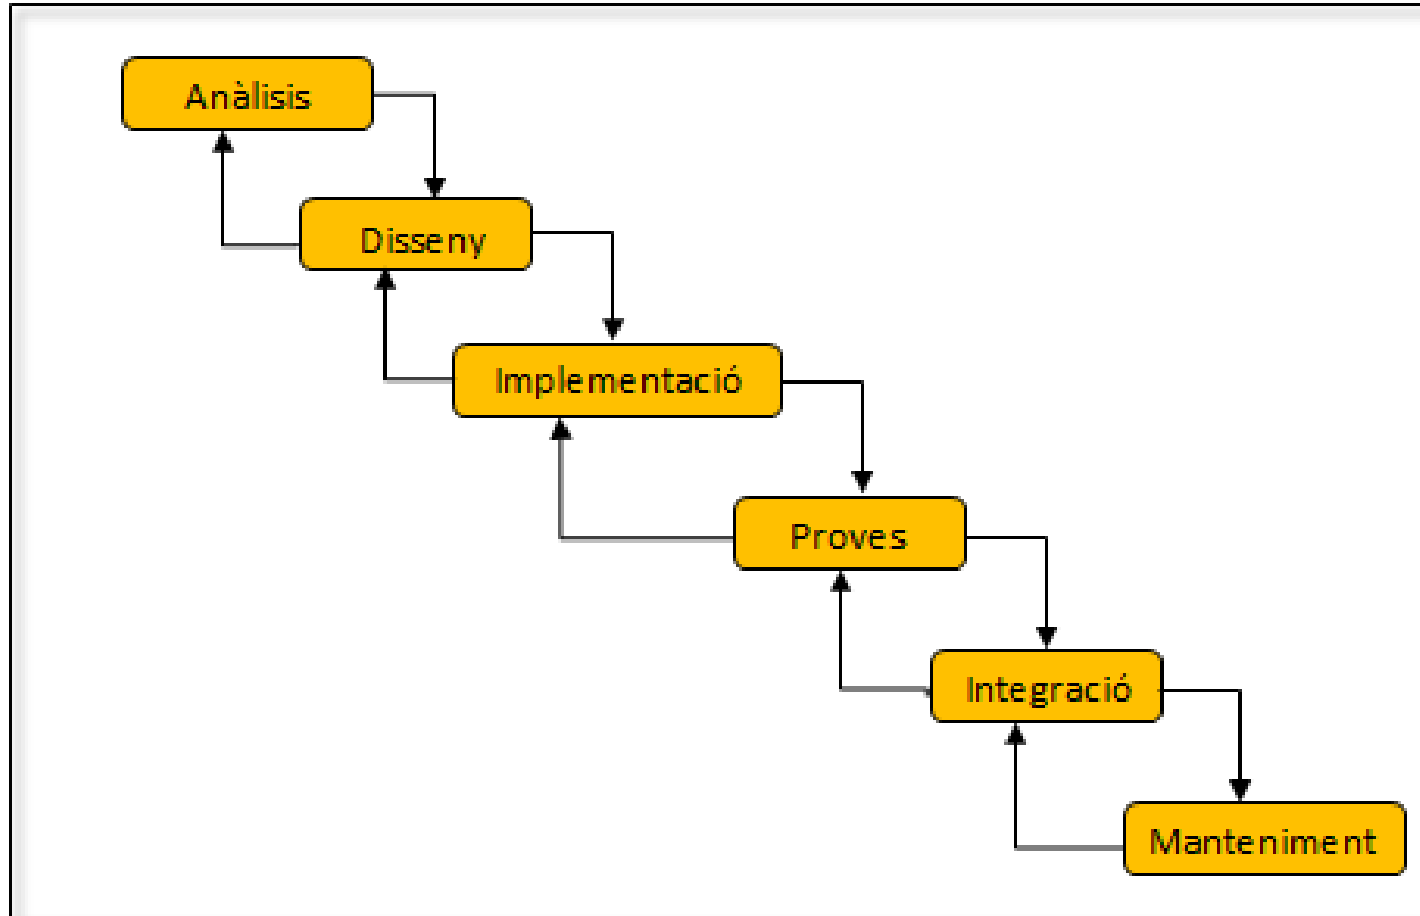 Anàlisis
Disseny
Implementació
Proves
Integració
Manteniment